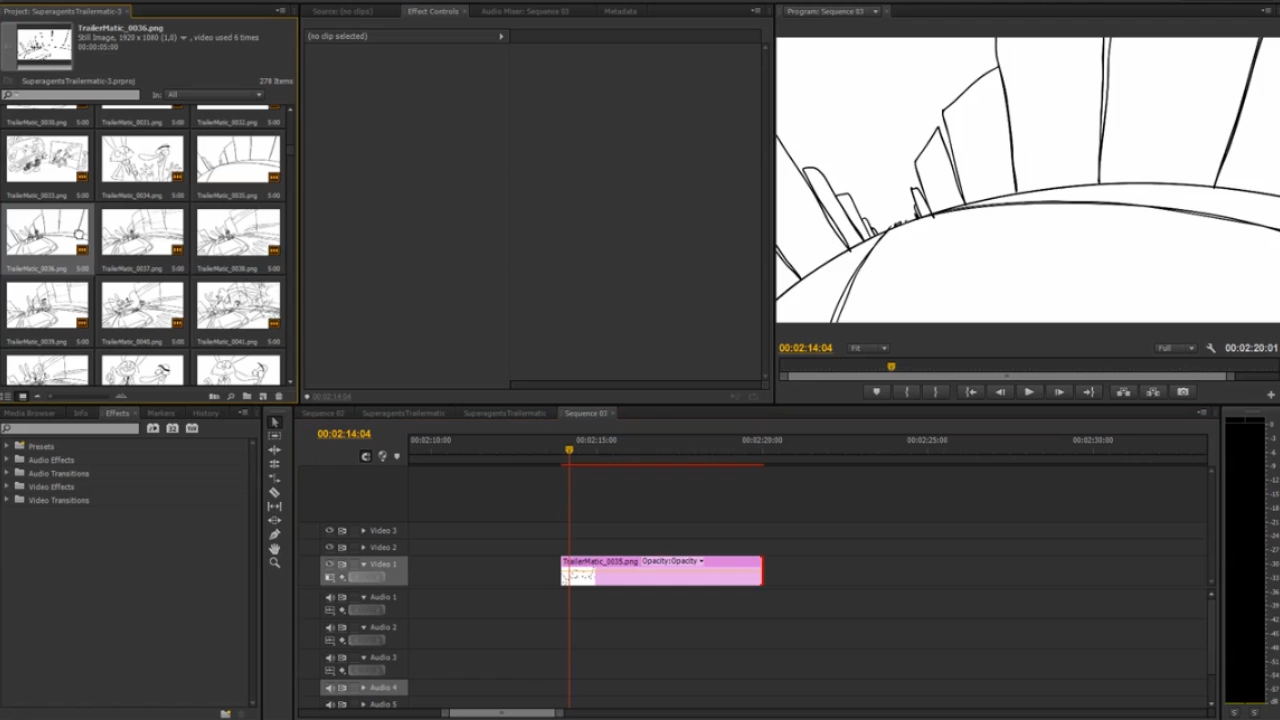 Project: SuperagentsTrailermatic-3
Source: (no clips)
Effect Controls
Audio Mixer: Sequence 03
Metadata
Program: Sequence 03
TrailerMatic_0036.png
Still Image, 1920 x 1080 (1,0) , video used 6 times
00:00:05:00
(no clip selected)
SuperagentsTrailermatic-3.prproj
278 Items
In: All
TrailerMatic_0030.png
TrailerMatic_0031.png
TrailerMatic_0032.png
TrailerMatic_0033.png 5:00
TrailerMatic_0034.png 5:00
TrailerMatic_0035.png 5:00
TrailerMatic_0036.png 5:00
TrailerMatic_0037.png 5:00
TrailerMatic_0038.png 5:00
TrailerMatic_0039.png 5:00
TrailerMatic_0040.png 5:00
TrailerMatic_0041.png 5:00
00:02:14:04
Fit
Full
00:02:20:01
00:02:14:04
Media Browser
Info
Effects
Markers
History
Sequence 02
SuperagentsTrailermatic
SuperagentsTrailermatic
Sequence 03
00:02:14:04
00:02:10:00
00:02:15:00
00:02:20:00
00:02:25:00
00:02:30:00
Presets
Audio Effects
Audio Transitions
Video Effects
Video Transitions
Video 3
Video 2
Video 1
TrailerMatic_0035.png Opacity:Opacity
Audio 1
Audio 2
Audio 3
Audio 4
Audio 5